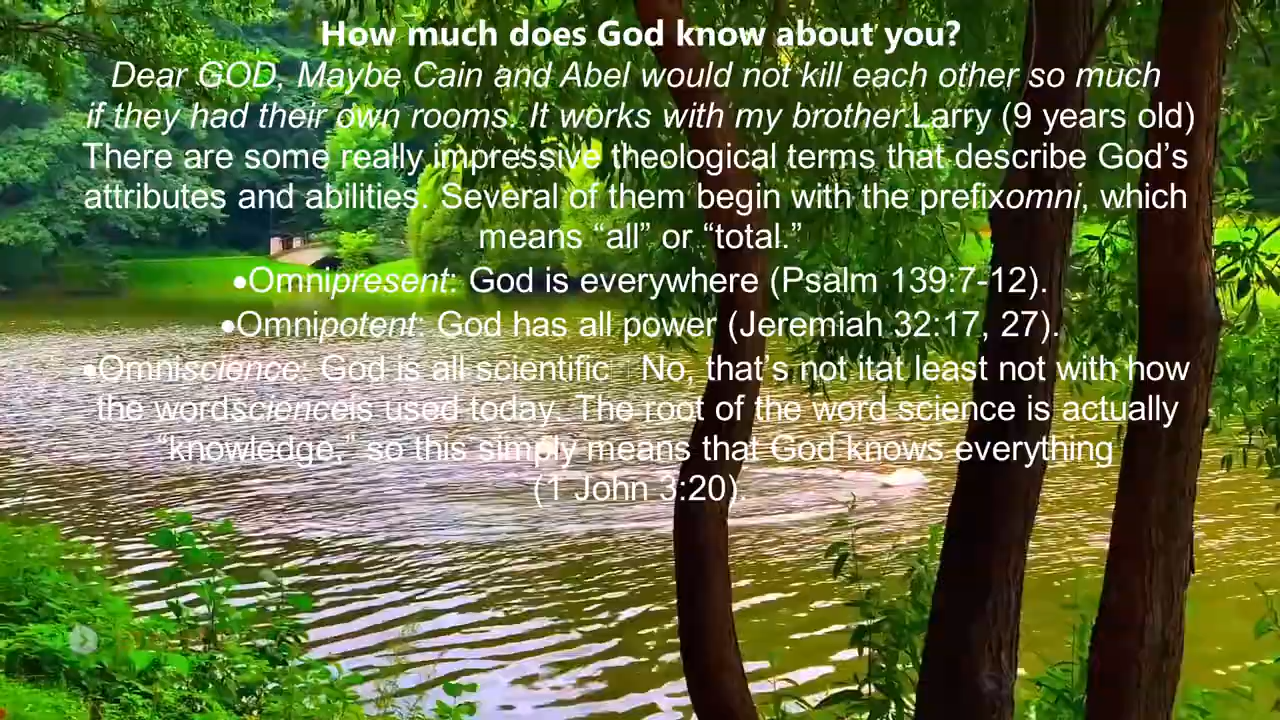 How much does God know about you?
Dear GOD, Maybe Cain and Abel would not kill each other so much
if they had their own rooms. It works with my brother.Larry (9 years old)
There are some really impressive theological terms that describe God’s
attributes and abilities. Several of them begin with the prefixomni, which
means “all” or “total.”
•Omnipresent: God is everywhere (Psalm 139:7-12).
•Omnipotent: God has all power (Jeremiah 32:17, 27).
•Omniscience: God is all scientific No, that’s not itat least not with how
the wordscienceis used today. The root of the word science is actually
“knowledge,” so this simply means that God knows everything
(1 John 3:20).